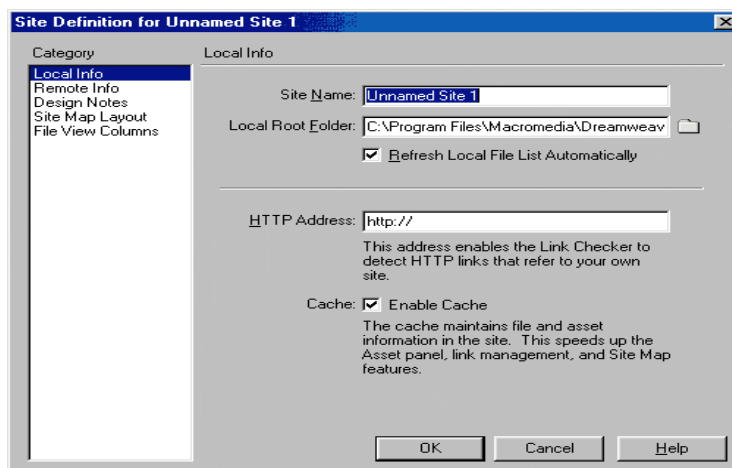 Site Definition for Unnamed Site 1
Category
Local Info
Remote Info
Design Notes
Site Map Layout
File View Columns
Local Info
Site Name: Unnamed Site 1
Local Root Folder: C:\Program Files\Macromedia\Dreamweav
Refresh Local File List Automatically
HTTP Address: http://
This address enables the Link Checker to
detect HTTP links that refer to your own
site.
Cache: Enable Cache
The cache maintains file and asset
information in the site. This speeds up the
Asset panel, link management, and Site Map
features.
OK Cancel Help